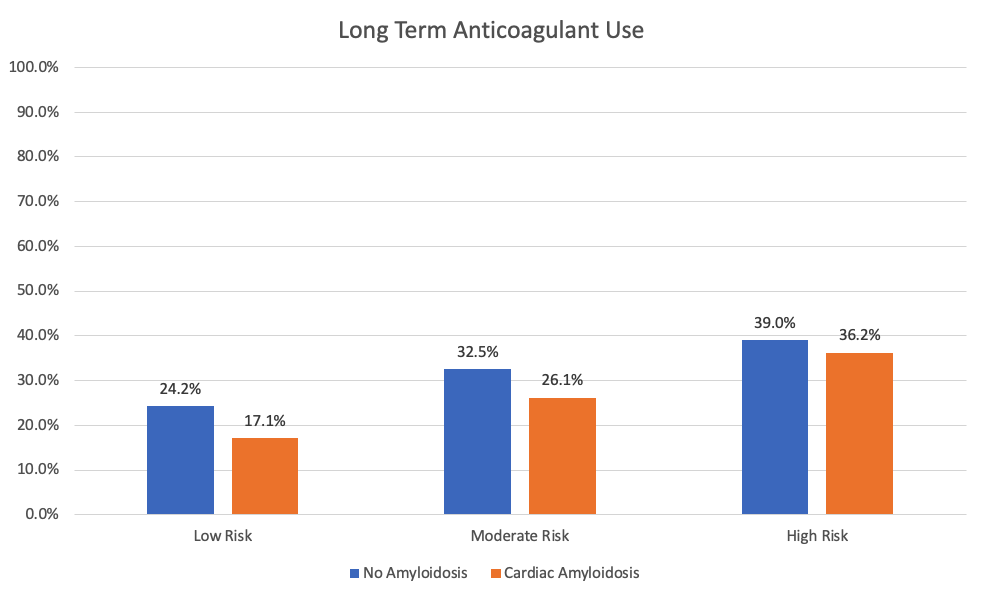 Long Term Anticoagulant Use
100.0%
90.0%
80.0%
70.0%
60.0%
50.0%
40.0%
30.0%
20.0%
10.0%
0.0%
24.2%
17.1%
32.5%
26.1%
39.0%
36.2%
Low Risk
Moderate Risk
High Risk
No Amyloidosis
Cardiac Amyloidosis